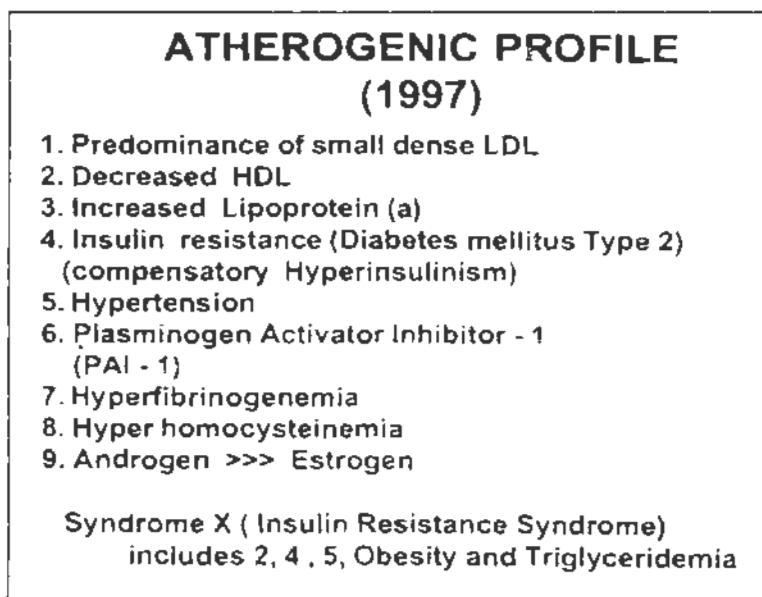 ATHEROGENIC PROFILE
(1997)
1. Predominance of small dense LDL
2. Decreased HDL
3. Increased Lipoprotein (a)
4. Insulin resistance (Diabetes mellitus Type 2)
(compensatory Hyperinsulinism)
5. Hypertension
6. Plasminogen Activator Inhibitor - 1
(PAI - 1)
7. Hyperfibrinogenemia
8. Hyper homocysteinemia
9. Androgen >>> Estrogen
Syndrome X ( Insulin Resistance Syndrome)
includes 2, 4 , 5, Obesity and Triglyceridemia